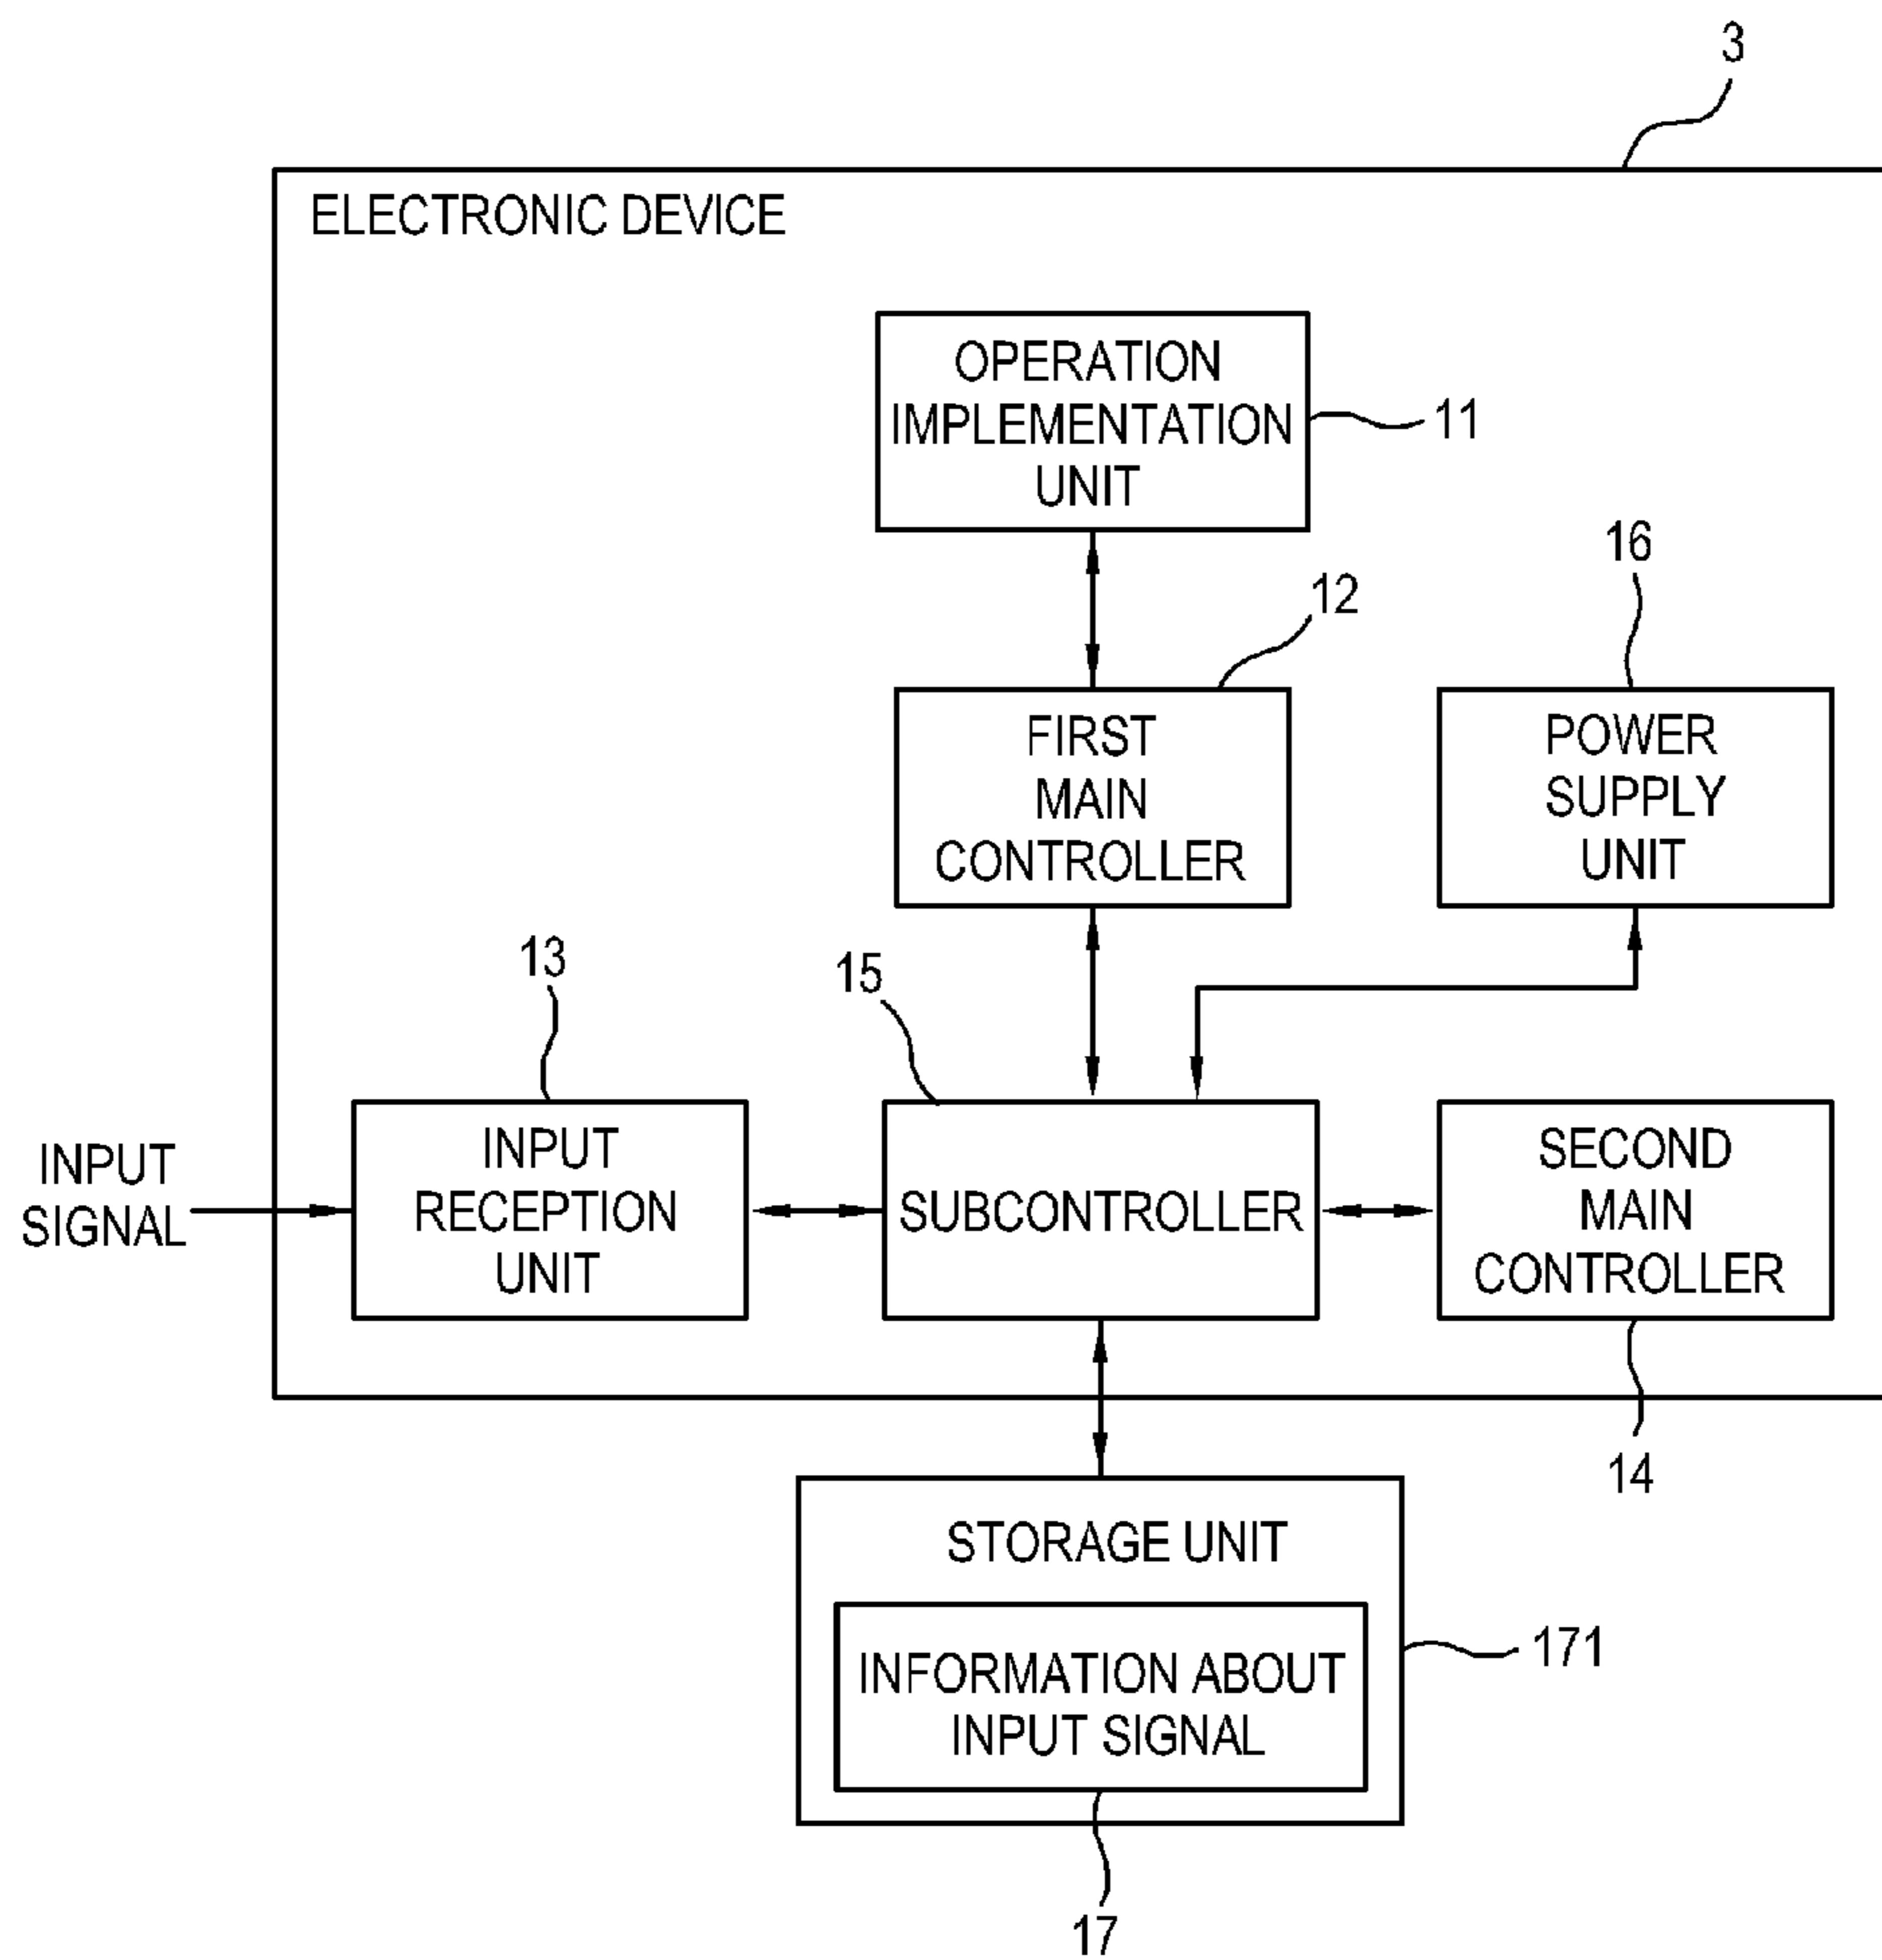 3
ELECTRONIC DEVICE
OPERATION
IMPLEMENTATION
UNIT
11
16
12
FIRST
MAIN
CONTROLLER
POWER
SUPPLY
UNIT
13
15
INPUT
SIGNAL
INPUT
RECEPTION
UNIT
SUBCONTROLLER
SECOND
MAIN
CONTROLLER
14
STORAGE UNIT
171
INFORMATION ABOUT
INPUT SIGNAL
17